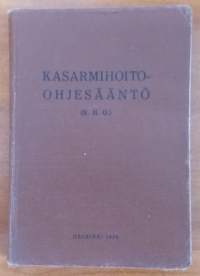 KASARMIHOITO-
OHJESÄÄNTÖ
(K. H. O.)
HELSINKI